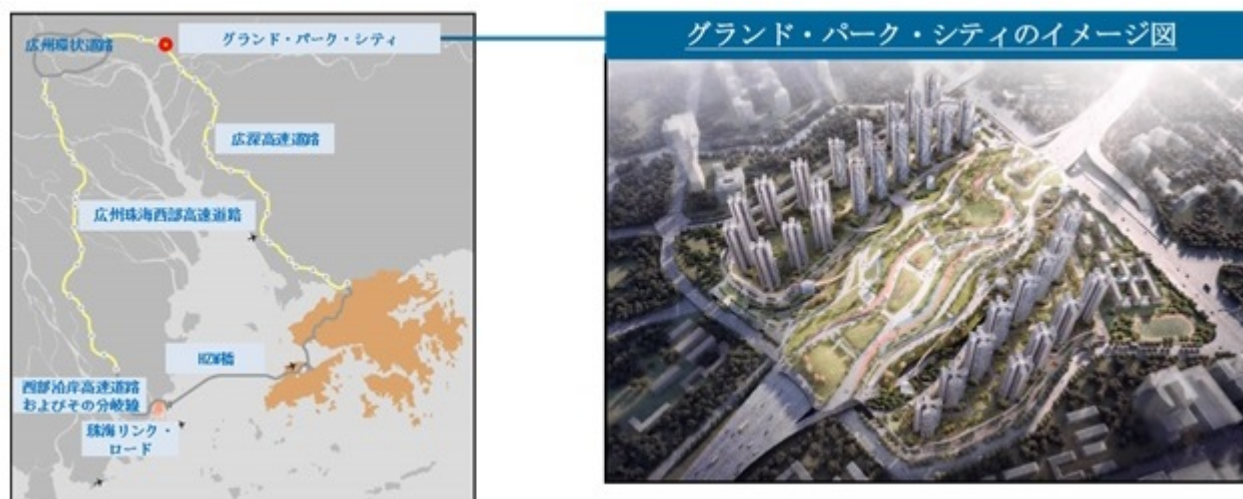 広州環状道路
グランド・パーク・シティ
広深高速道路
広州珠海西部高速道路
HZM橋
西部沿岸高速道路
およびその分岐線
珠海リンク・
ロード
グランド・パーク・シティのイメージ図